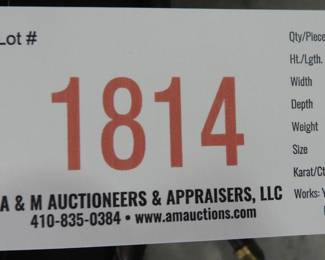 Lot #
1814
A & M AUCTIONEERS & APPRAISERS, LLC
410-835-0384 • www.amauctions.com
Qty/Piece
Ht./Lgth.
Width
Depth
Weight
Size
Karat/Ct
Works: Y